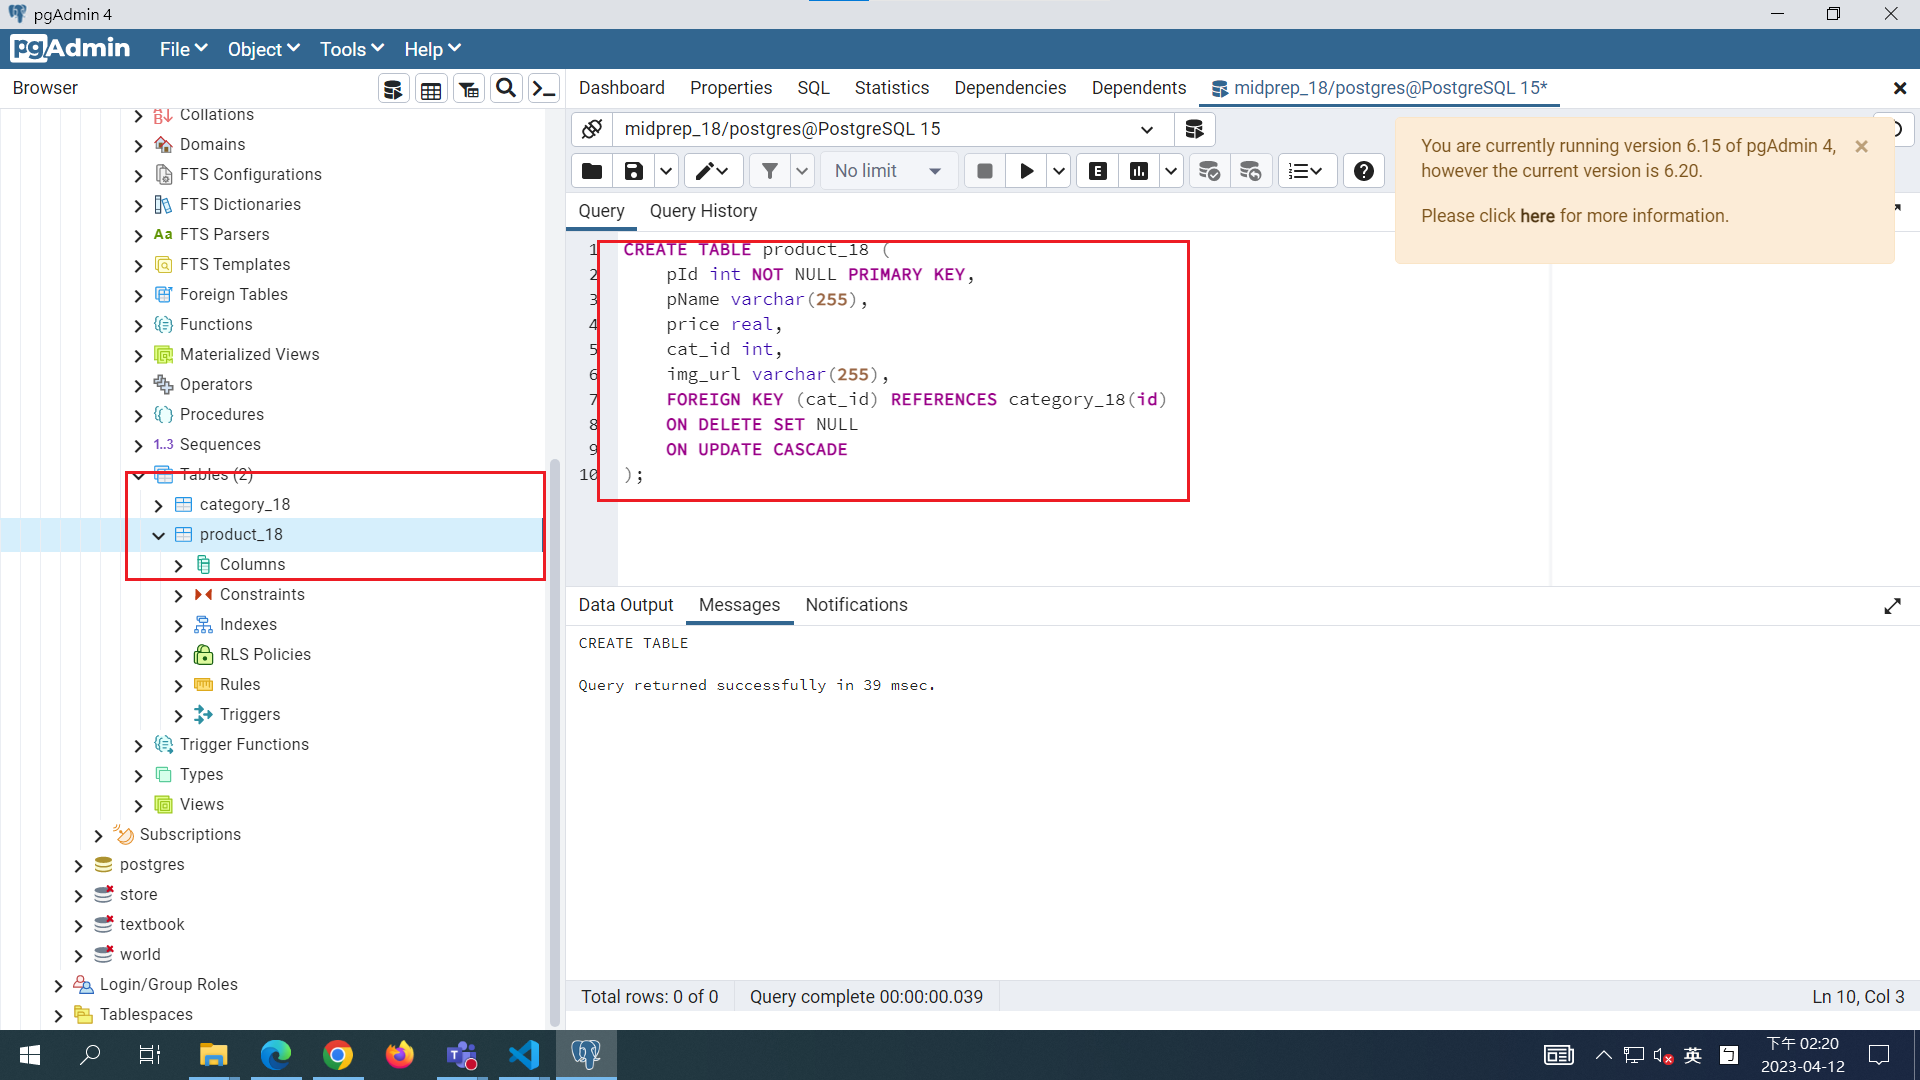 pgAdmin 4
pgAdmin
File
Object
Tools
Help
Browser
Dashboard
Properties
SQL
Statistics
Dependencies
Dependents
midprep_18/postgres@PostgreSQL 15*
Collations
Domains
FTS Configurations
FTS Dictionaries
Aa FTS Parsers
FTS Templates
Foreign Tables
Functions
Materialized Views
Operators
Procedures
1..3 Sequences
Tables (2)
category_18
product_18
Columns
Constraints
Indexes
RLS Policies
Rules
Triggers
Trigger Functions
Types
Views
Subscriptions
postgres
store
textbook
world
Login/Group Roles
Tablespaces
midprep_18/postgres@PostgreSQL 15
No limit
E
You are currently running version 6.15 of pgAdmin 4,
however the current version is 6.20.
Please click here for more information.
Query
Query History
1 CREATE TABLE product_18 (
2 pId int NOT NULL PRIMARY KEY,
3 pName varchar(255),
4 price real,
5 cat_id int,
6 img_url varchar(255),
7 FOREIGN KEY (cat_id) REFERENCES category_18(id)
8 ON DELETE SET NULL
9 ON UPDATE CASCADE
10 );
Data Output
Messages
Notifications
CREATE TABLE
Query returned successfully in 39 msec.
Total rows: 0 of 0
Query complete 00:00:00.039
Ln 10, Col 3
英
下午 02:20
2023-04-12